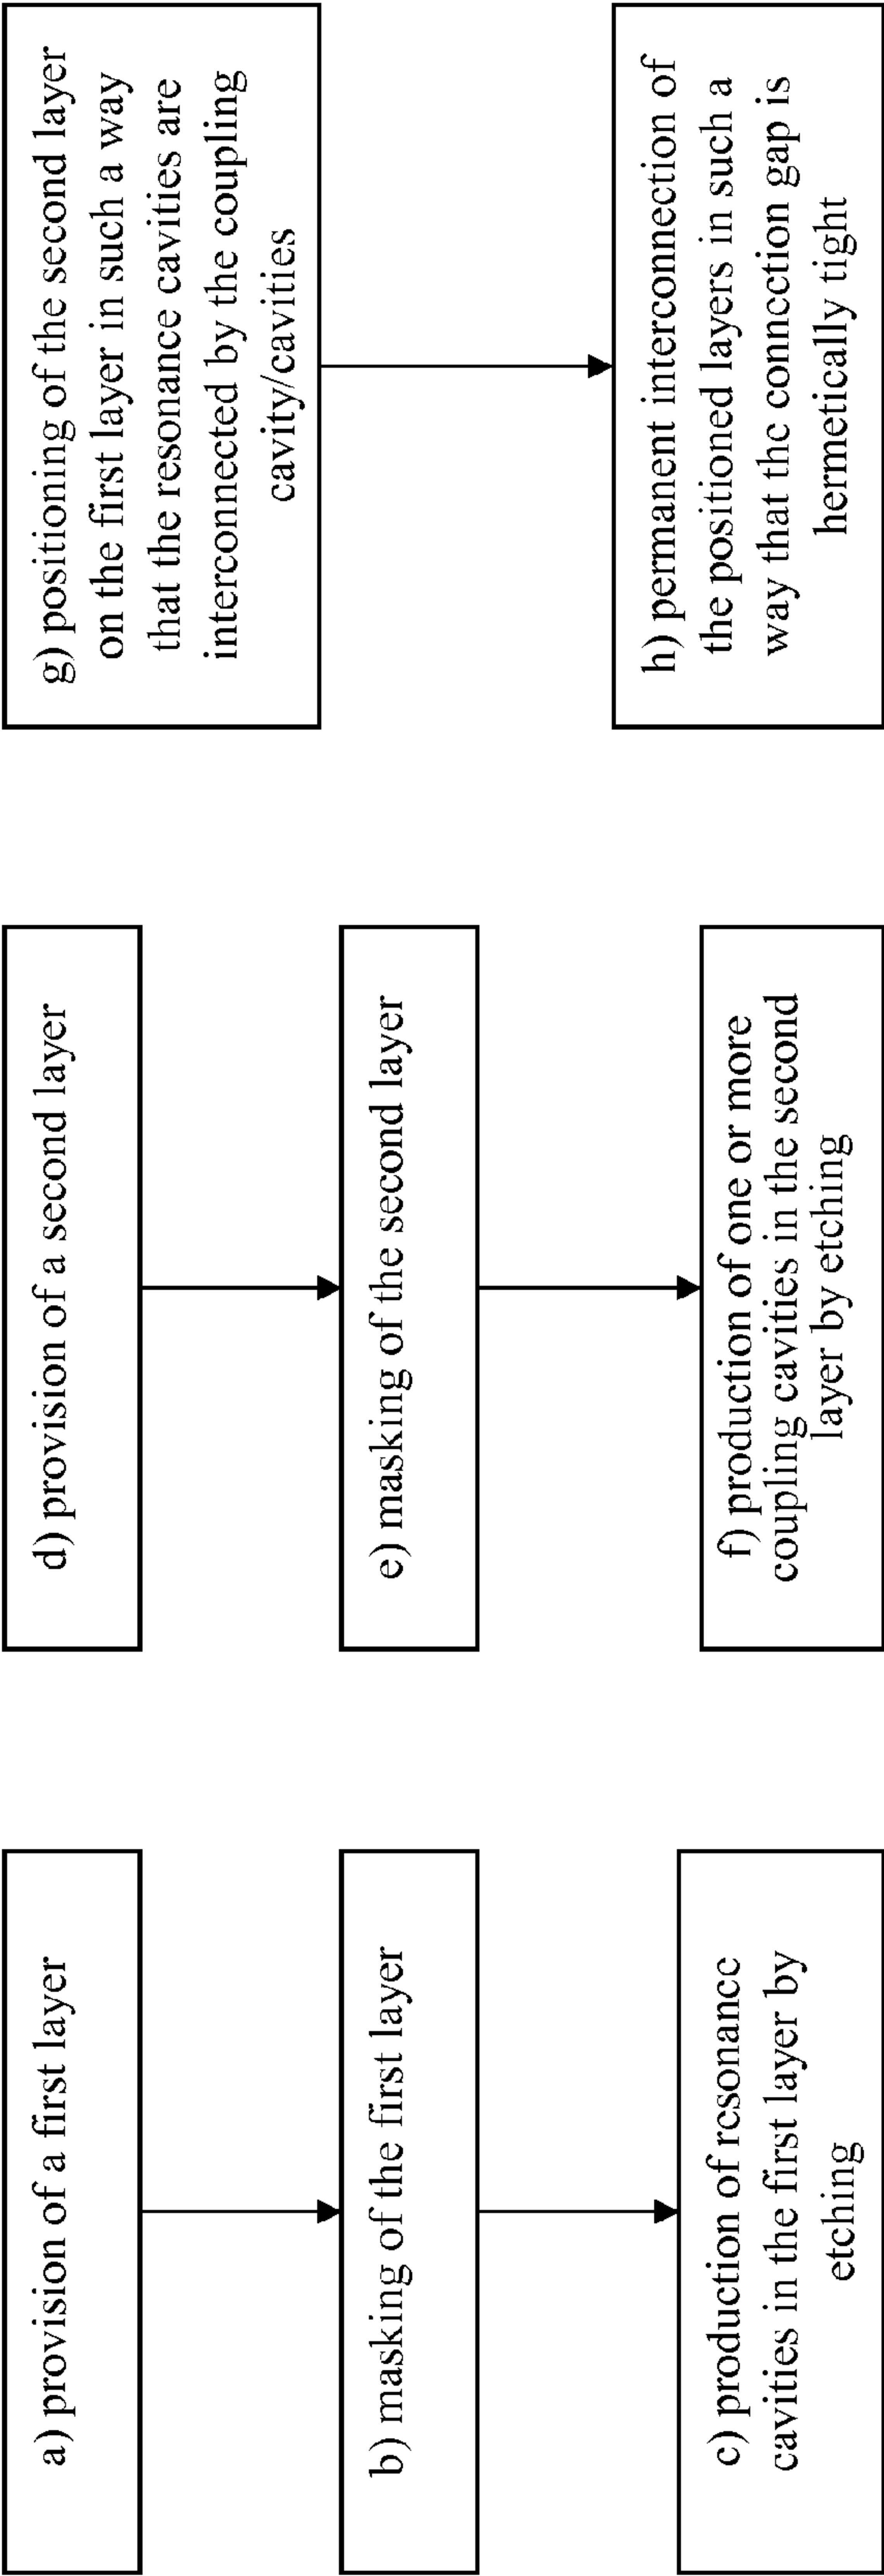 a) provision of a first layer
b) masking of the first layer
c) production of resonance
cavities in the first layer by
etching
d) provision of a second layer
e) masking of the second layer
f) production of one or more
coupling cavities in the second
layer by etching
g) positioning of the second layer
on the first layer in such a way
that the resonance cavities are
interconnected by the coupling
cavity/cavities
h) permanent interconnection of
the positioned layers in such a
way that the connection gap is
hermetically tight